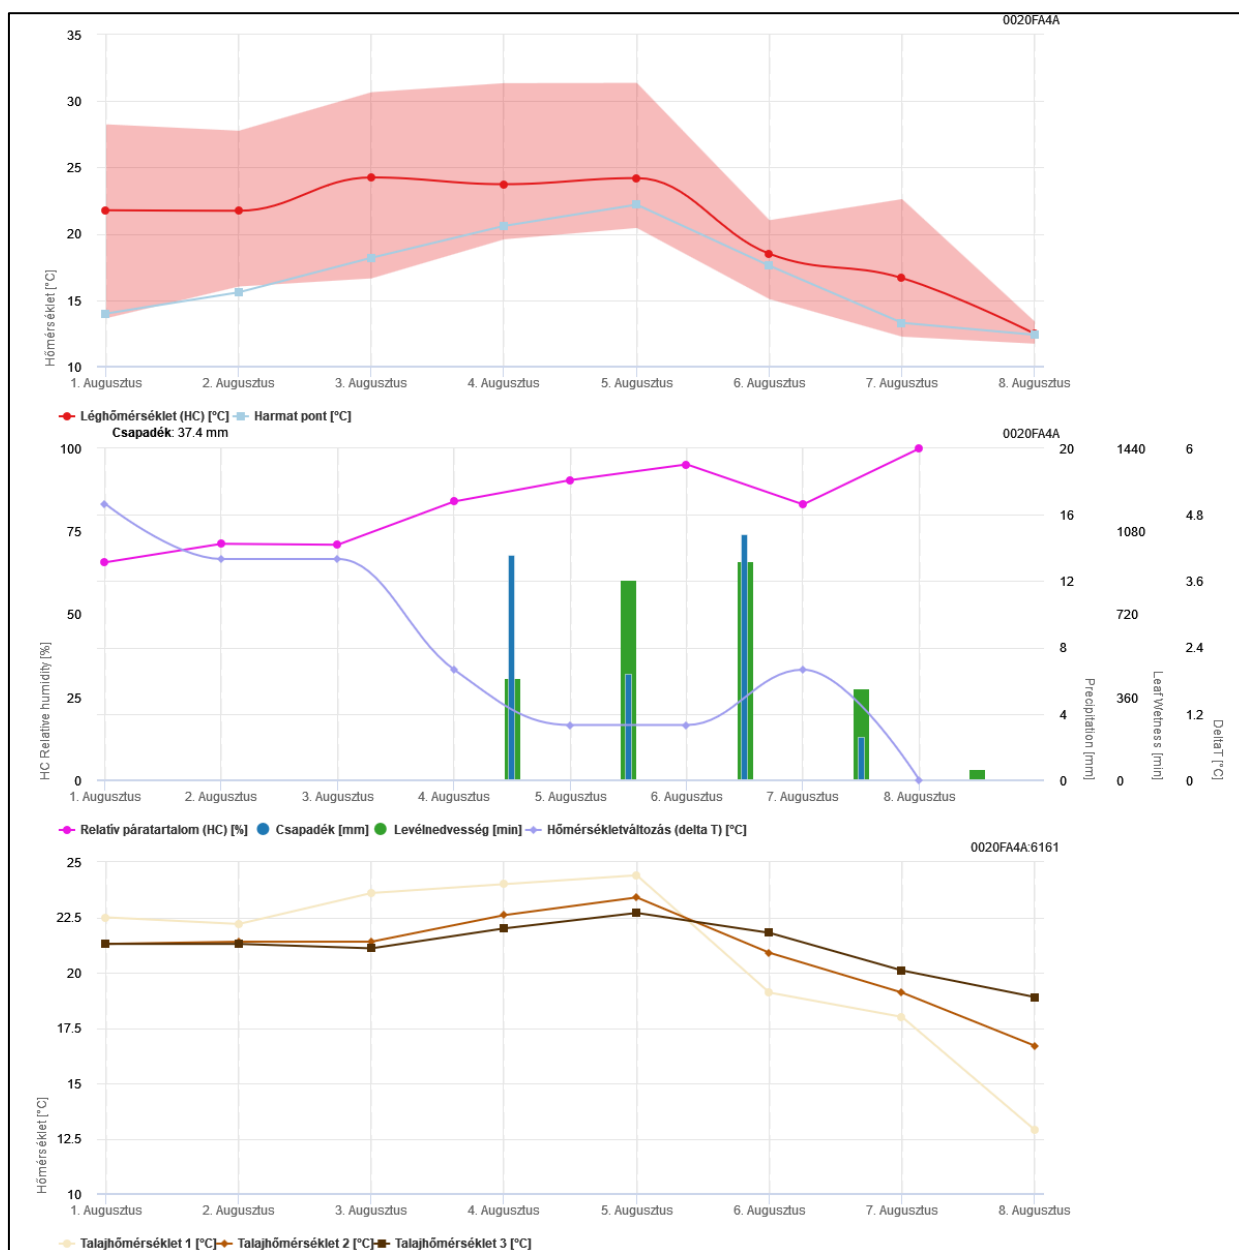 0020FA4A
35
30
25
20
15
10
Hőmérséklet [°C]
1. Augusztus 2. Augusztus 3. Augusztus 4. Augusztus 5. Augusztus 6. Augusztus 7. Augusztus 8. Augusztus
Léghőmérséklet (HC) [°C] Harmat pont [°C]
Csapadék: 37.4 mm 0020FA4A
100 20 1440 6
16 4.8
75 1080
12 3.6
50 720
8 2.4
25 360
4 1.2
0 0 0 0
HC Relative humidity [%]
Precipitation [mm]
Leaf Wetness [min]
DeltaT [°C]
1. Augusztus 2. Augusztus 3. Augusztus 4. Augusztus 5. Augusztus 6. Augusztus 7. Augusztus 8. Augusztus
Relatív páratartalom (HC) [%] Csapadék [mm] Levélnedvesség [min] Hőmérsékletváltozás (delta T) [°C]
0020FA4A:6161
25
22.5
20
17.5
15
12.5
10
Hőmérséklet [°C]
1. Augusztus 2. Augusztus 3. Augusztus 4. Augusztus 5. Augusztus 6. Augusztus 7. Augusztus 8. Augusztus
Talajhőmérséklet 1 [°C] Talajhőmérséklet 2 [°C] Talajhőmérséklet 3 [°C]